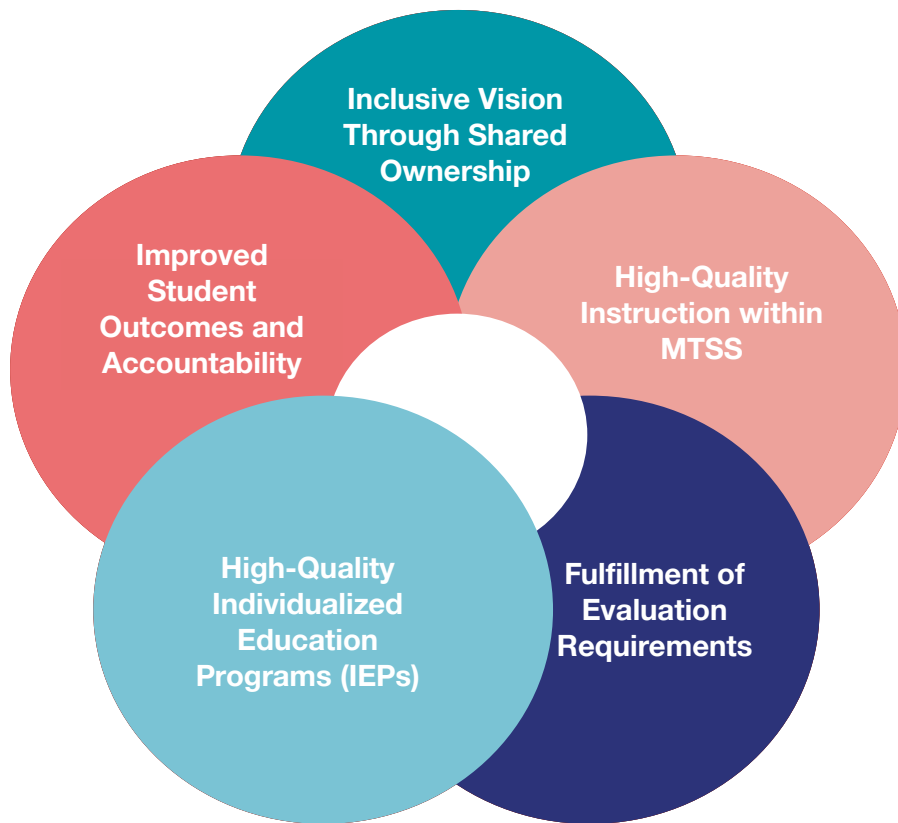 Inclusive Vision
Through Shared
Ownership
High-Quality
Instruction within
MTSS
Fulfillment of
Evaluation
Requirements
High-Quality
Individualized
Education
Programs (IEPs)
Improved
Student
Outcomes and
Accountability